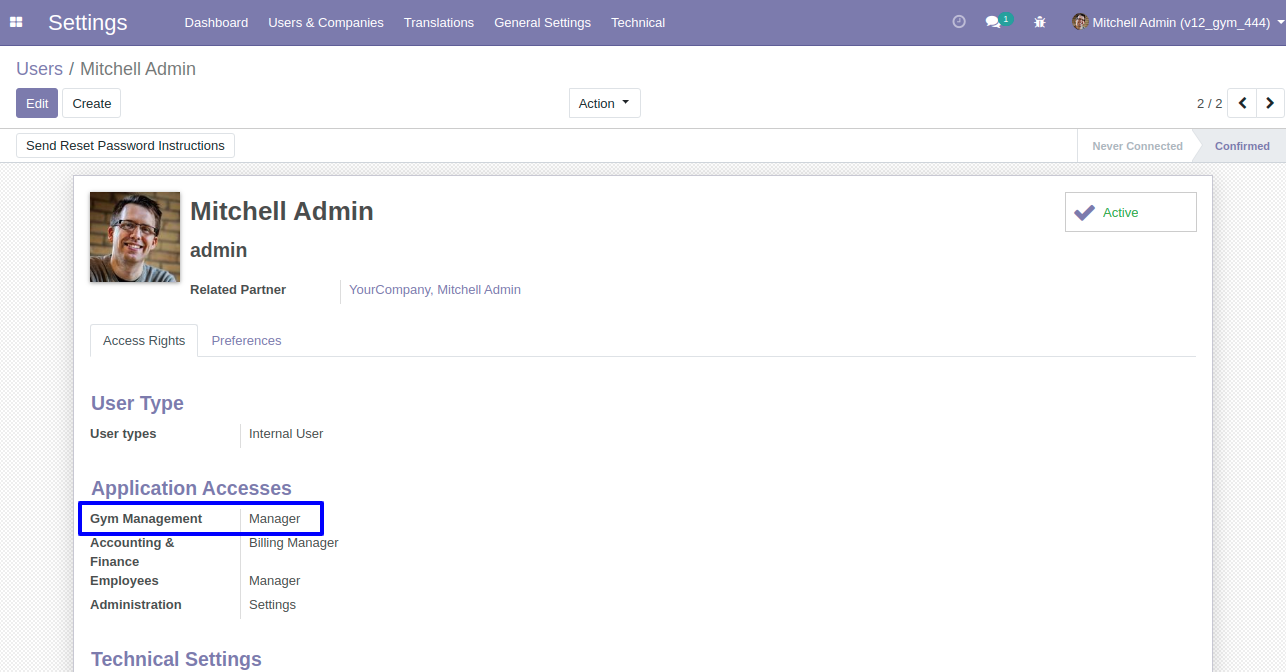 Settings Dashboard Users & Companies Translations General Settings Technical 1 Mitchell Admin (v12_gym_444)
Users / Mitchell Admin
Edit Create Action 2 / 2
Send Reset Password Instructions Never Connected Confirmed
Mitchell Admin Active
admin
Related Partner YourCompany, Mitchell Admin
Access Rights Preferences
User Type
User types Internal User
Application Accesses
Gym Management Manager
Accounting & Billing Manager
Finance
Employees Manager
Administration Settings
Technical Settings